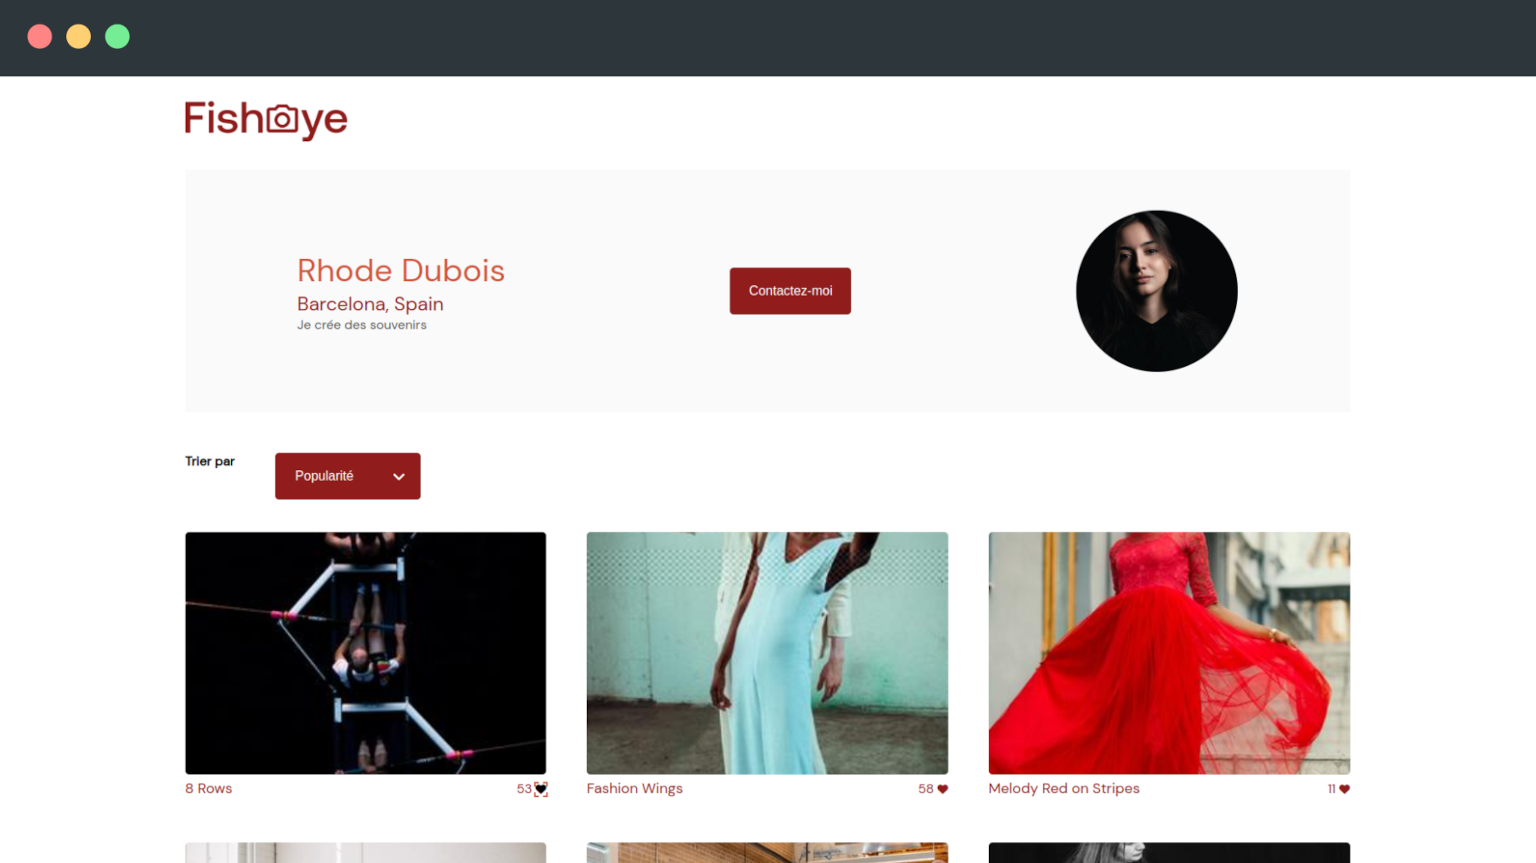 Fisheye
Rhode Dubois
Barcelona, Spain
Je crée des souvenirs
Contactez-moi
Trier par
Popularité
8 Rows
53
Fashion Wings
58
Melody Red on Stripes
11